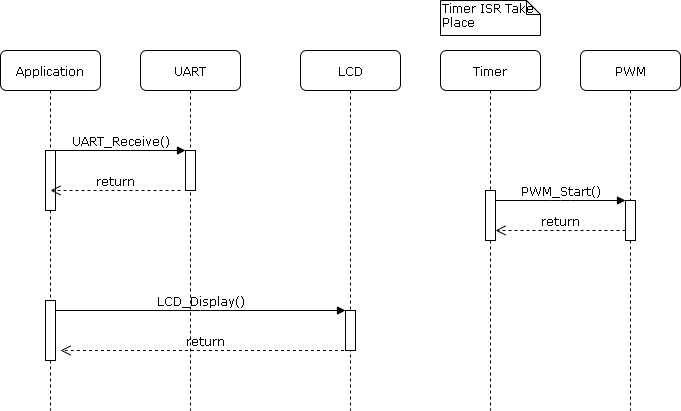 Timer ISR Take
Place
Application
UART
LCD
Timer
PWM
UART_Receive()
return
PWM_Start()
return
LCD_Display()
return